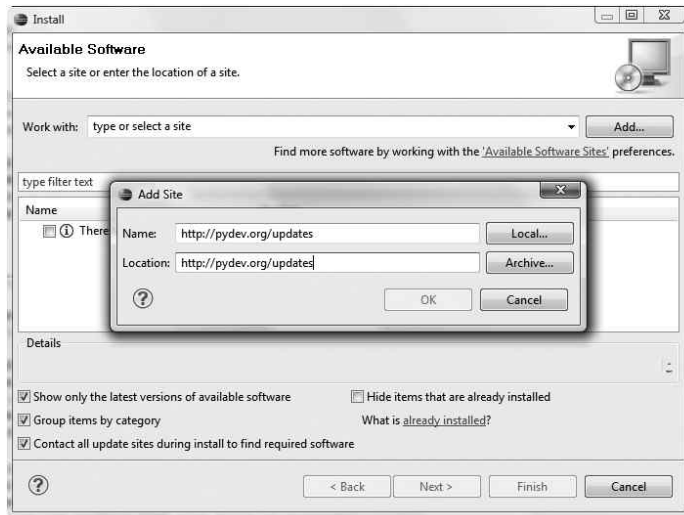 Install
Available Software
Select a site or enter the location of a site.
Work with: type or select a site Add...
Find more software by working with the 'Available Software Sites' preferences.
type filter text
Add Site
Name
There
Name: http://pydev.org/updates Local...
Location: http://pydev.org/updates Archive...
OK Cancel
Details
Show only the latest versions of available software Hide items that are already installed
Group items by category What is already installed?
Contact all update sites during install to find required software
< Back Next > Finish Cancel